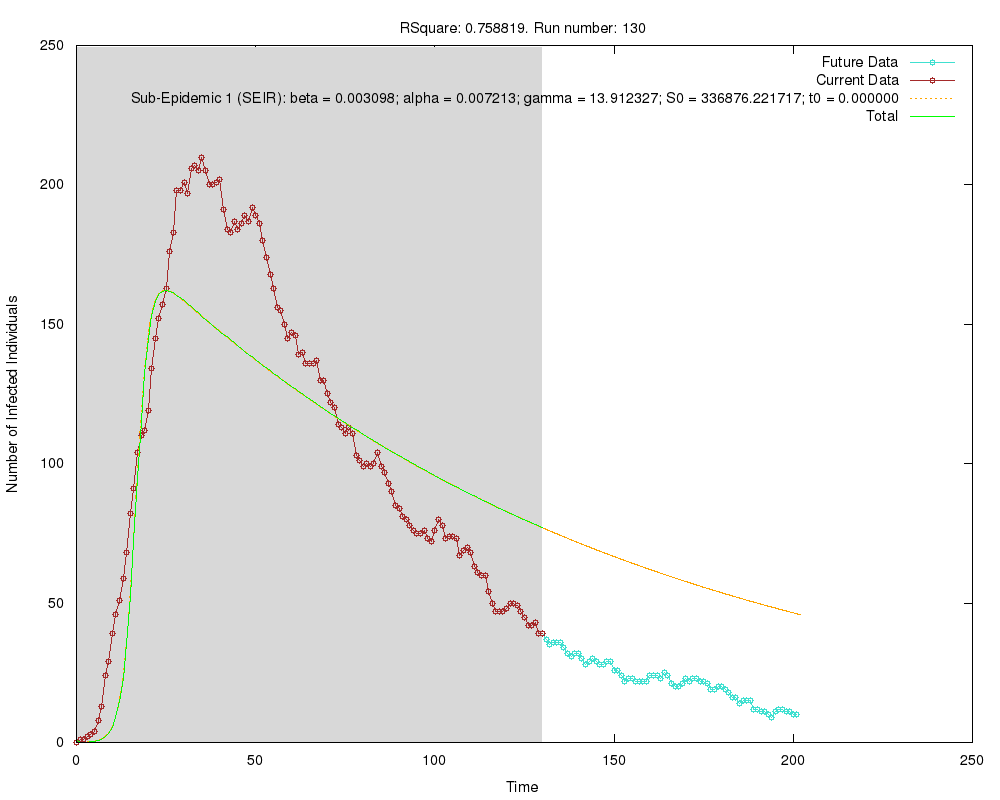 RSquare: 0.758819. Run number: 130
250
200
150
100
50
0
Number of Infected Individuals
Future Data
Current Data
Sub-Epidemic 1 (SEIR): beta = 0.003098; alpha = 0.007213; gamma = 13.912327; S0 = 336876.221717; t0 = 0.000000
Total
0 50 100 150 200 250
Time